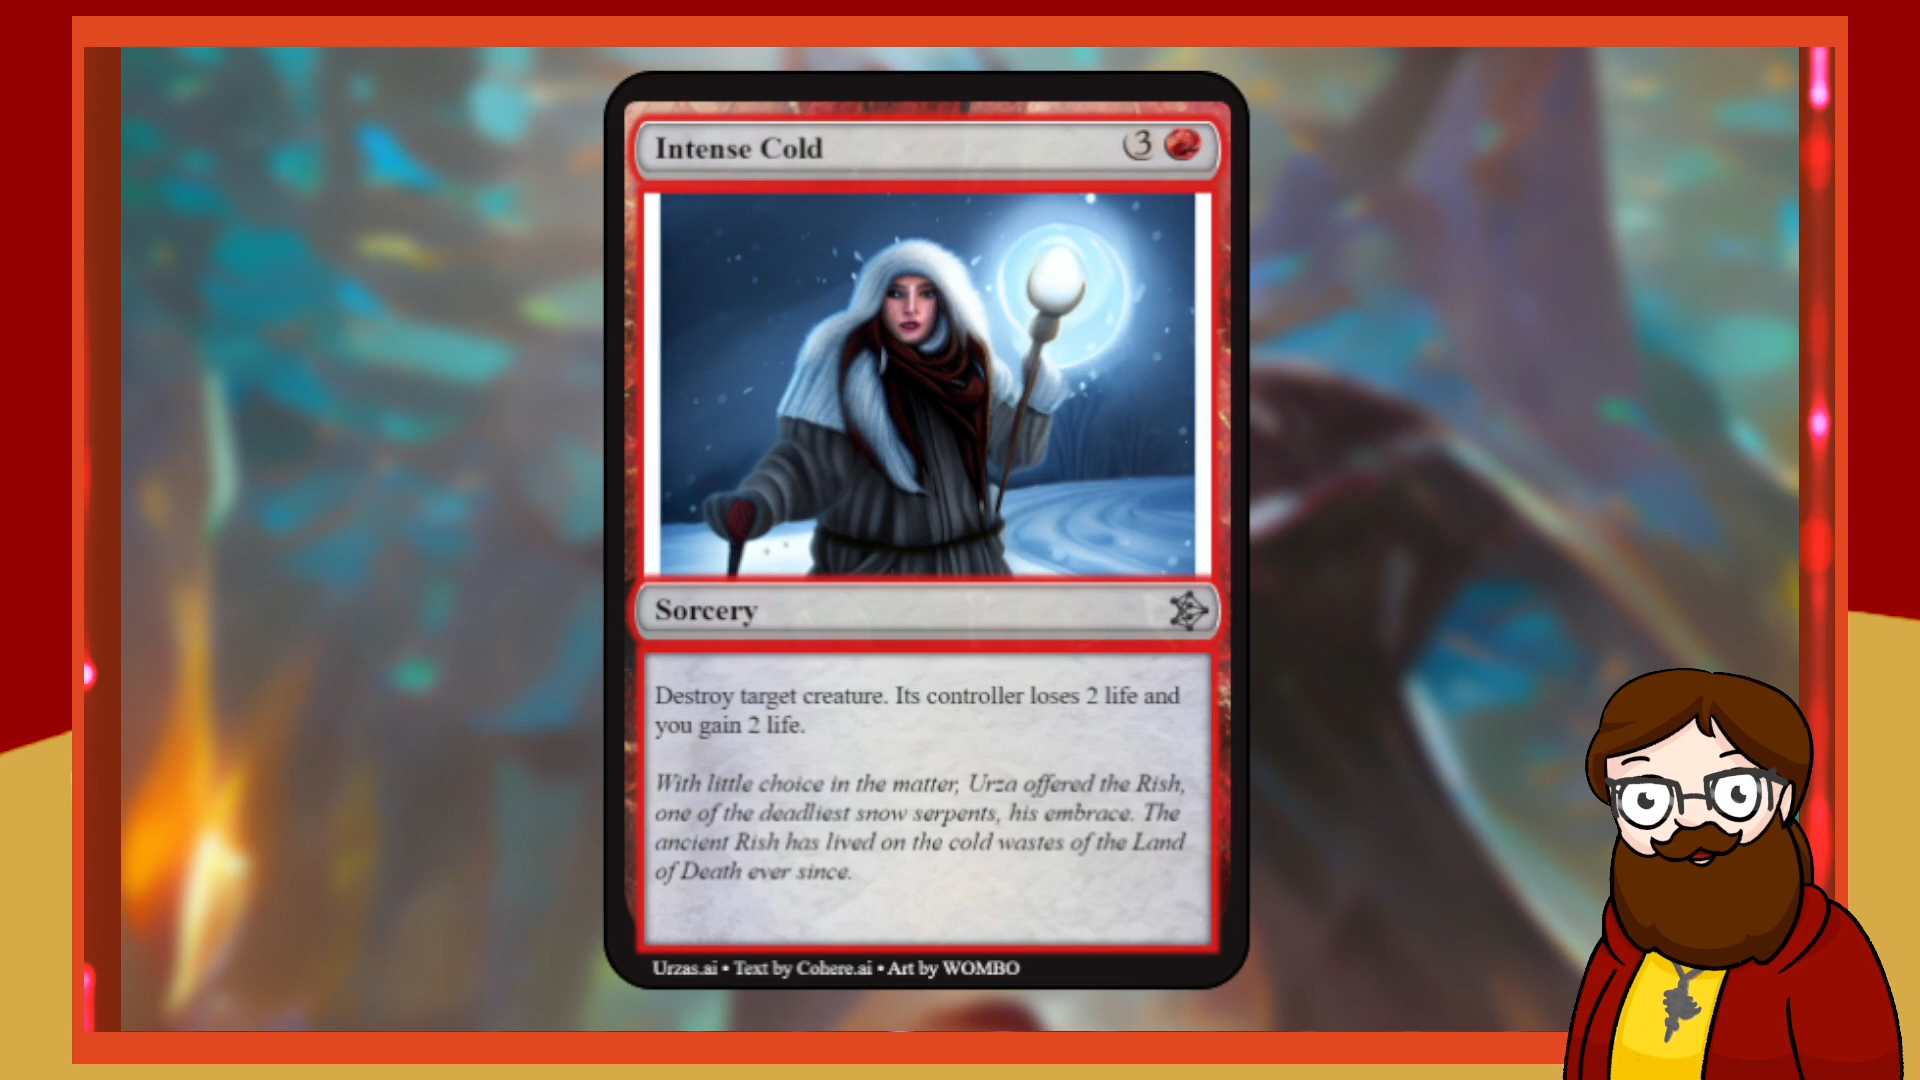 Intense Cold 3
Sorcery
Destroy target creature. Its controller loses 2 life and
you gain 2 life.
With little choice in the matter, Urza offered the Rish,
one of the deadliest snow serpents, his embrace. The
ancient Rish has lived on the cold wastes of the Land
of Death ever since.
Urzas.ai • Text by Cohere.ai • Art by WOMBO